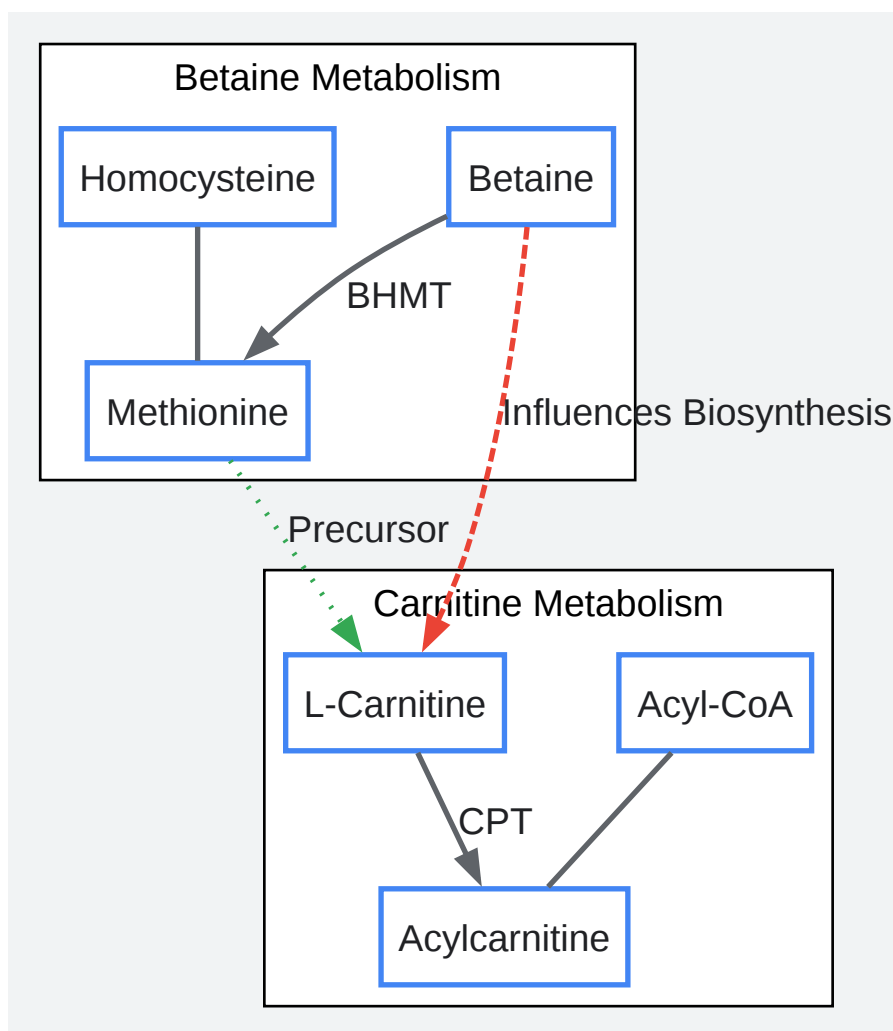 Betaine Metabolism
Homocysteine
Betaine
BHMT
Methionine
Influences Biosynthesis
Precursor
Carnitine Metabolism
L-Carnitine
Acyl-CoA
CPT
Acylcarnitine